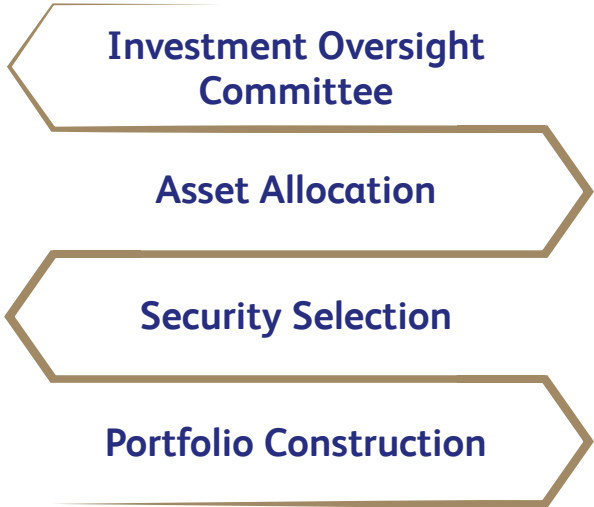 Investment Oversight
Committee
Asset Allocation
Security Selection
Portfolio Construction